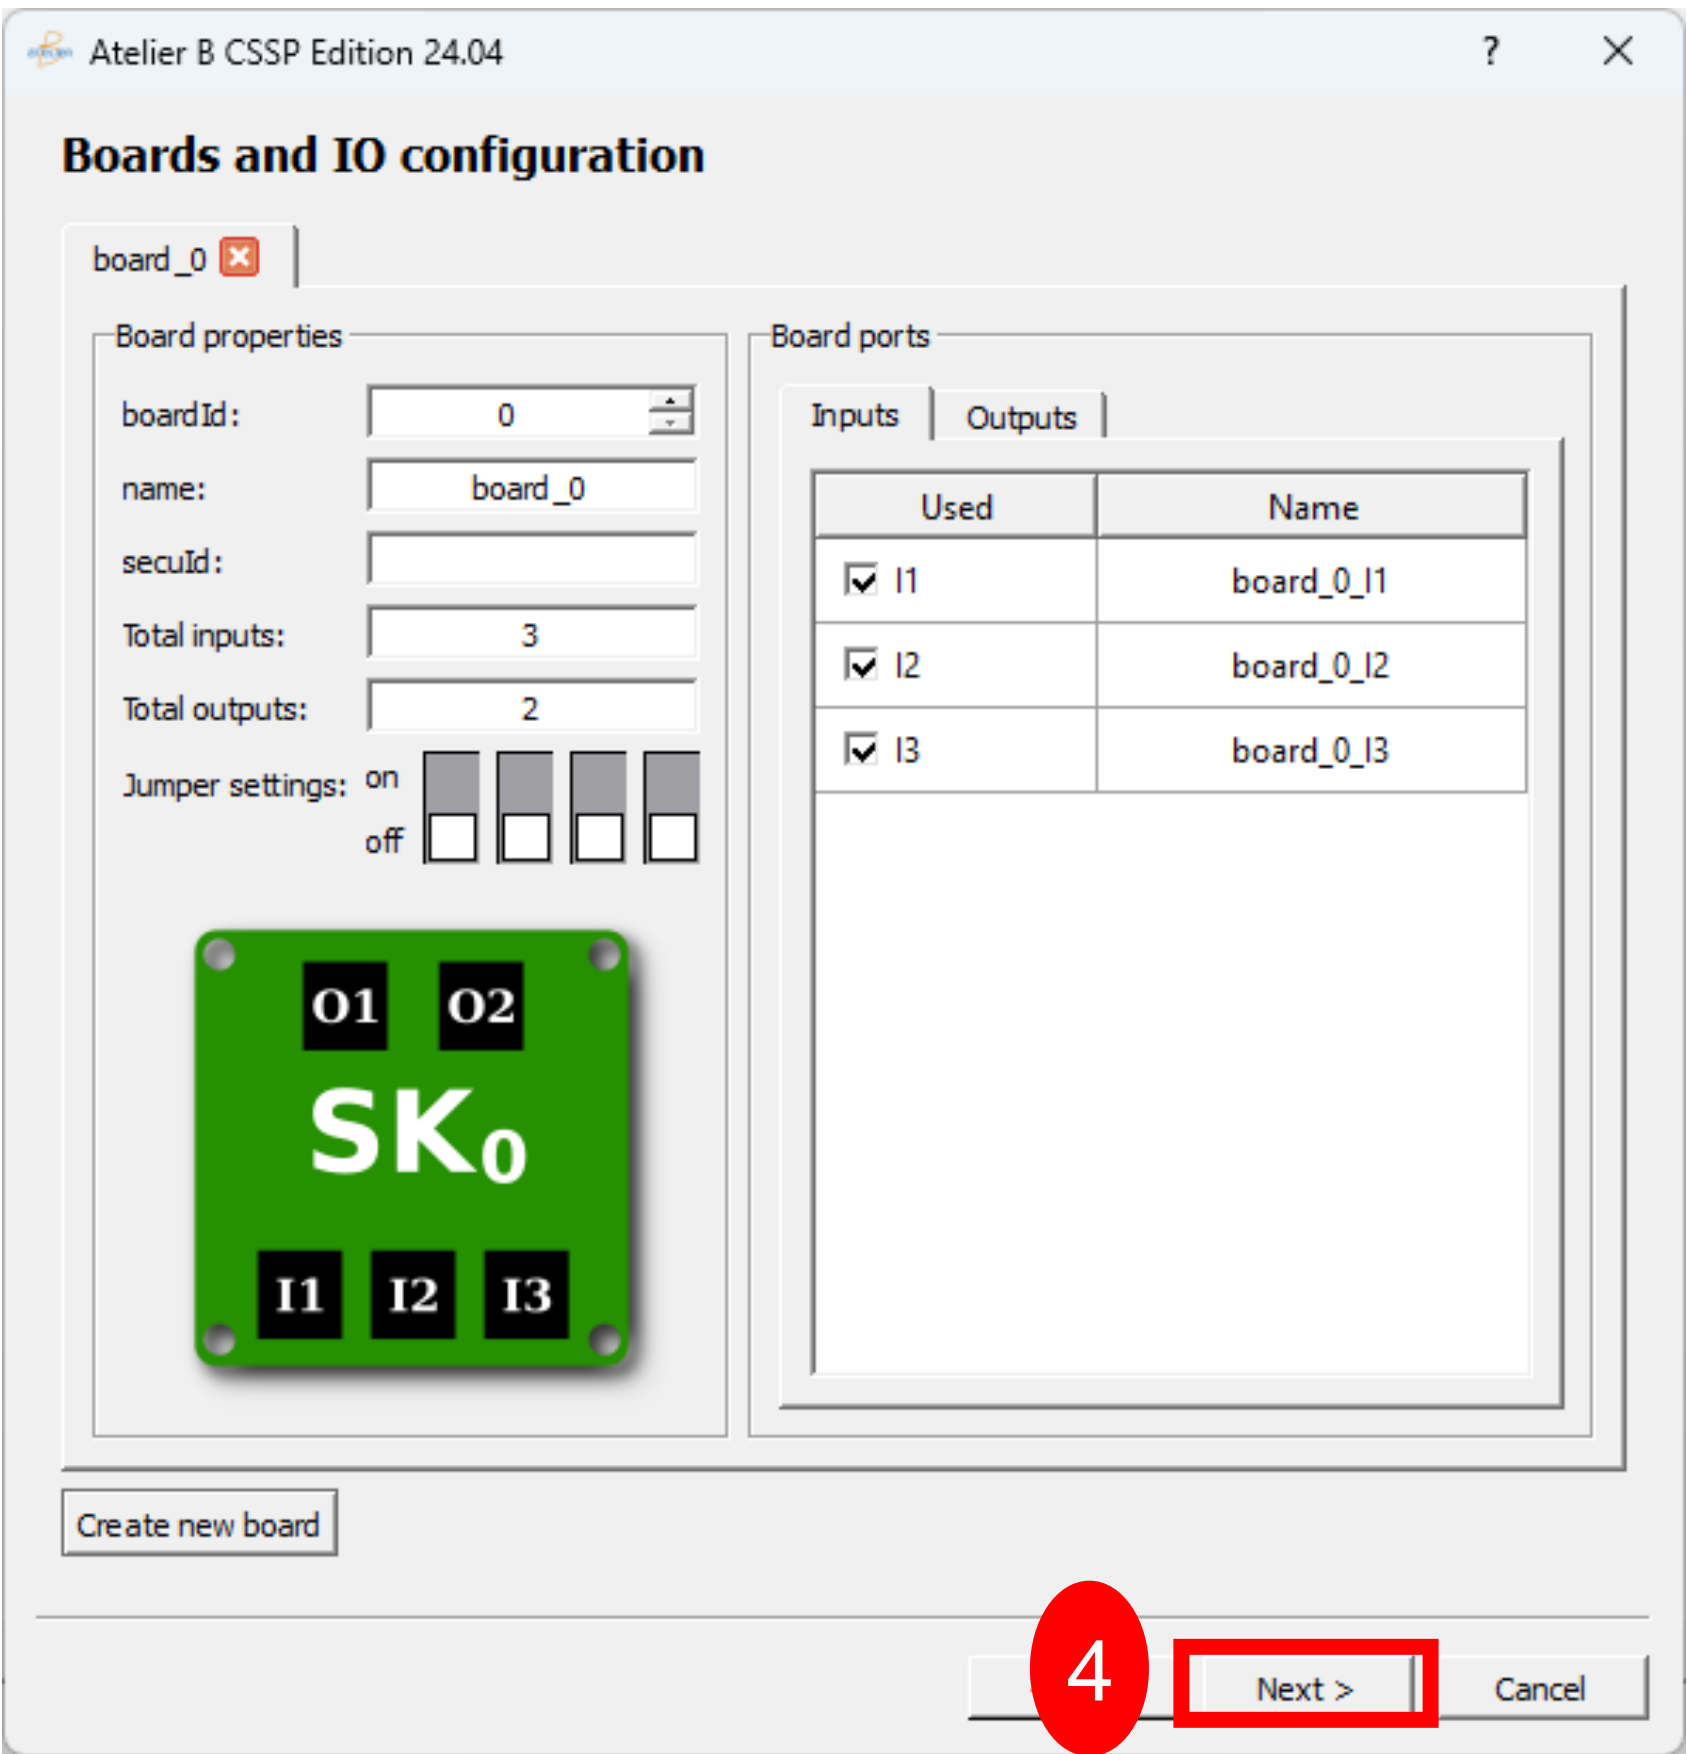 Atelier B CSSP Edition 24.04 ?
Boards and IO configuration
board_0
Board properties
boardId: 0
name: board_0
secuId:
Total inputs: 3
Total outputs: 2
Jumper settings: on
off
O1 O2
SK0
I1 I2 I3
Board ports
Inputs Outputs
Used Name
I1 board_0_I1
I2 board_0_I2
I3 board_0_I3
Create new board
4 Next > Cancel